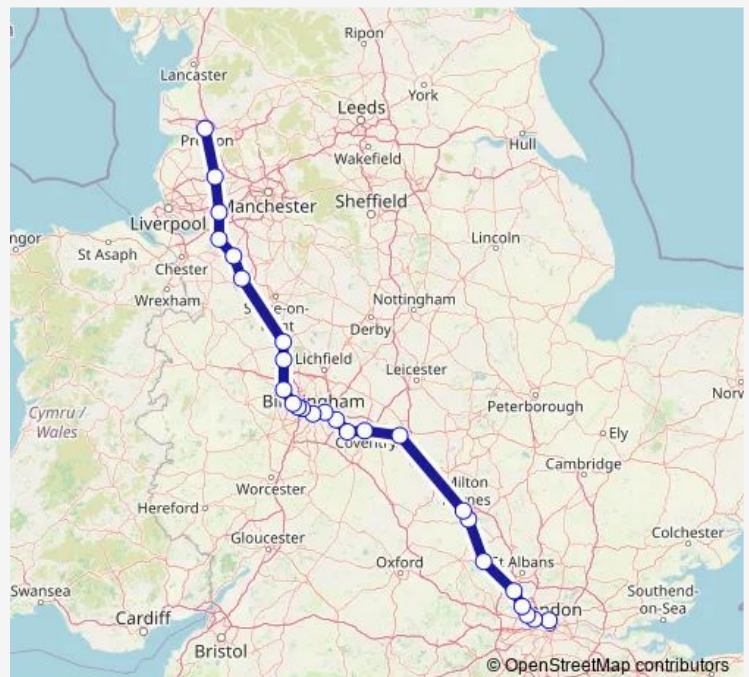 Ripon
Lancaster
York
Leeds
Hull
Wakefield
Manchester
Sheffield
Liverpool
Lincoln
St Asaph
Chester
Wrexham
Nottingham
Derby
Lichfield
Leicester
Peterborough
Cymru /
Wales
Ely
Coventry
Cambridge
Milton
Worcester
Hereford
Gloucester
Colchester
Oxford
St Albans
Swansea
Southend-
on-Sea
Cardiff
Bristol
© OpenStreetMap contributors